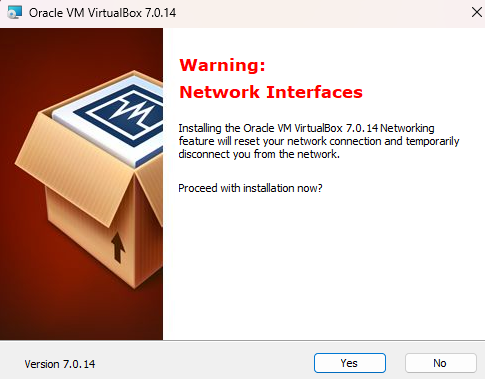 Oracle VM VirtualBox 7.0.14
Warning:
Network Interfaces
Installing the Oracle VM VirtualBox 7.0.14 Networking
feature will reset your network connection and temporarily
disconnect you from the network.
Proceed with installation now?
Version 7.0.14
Yes
No